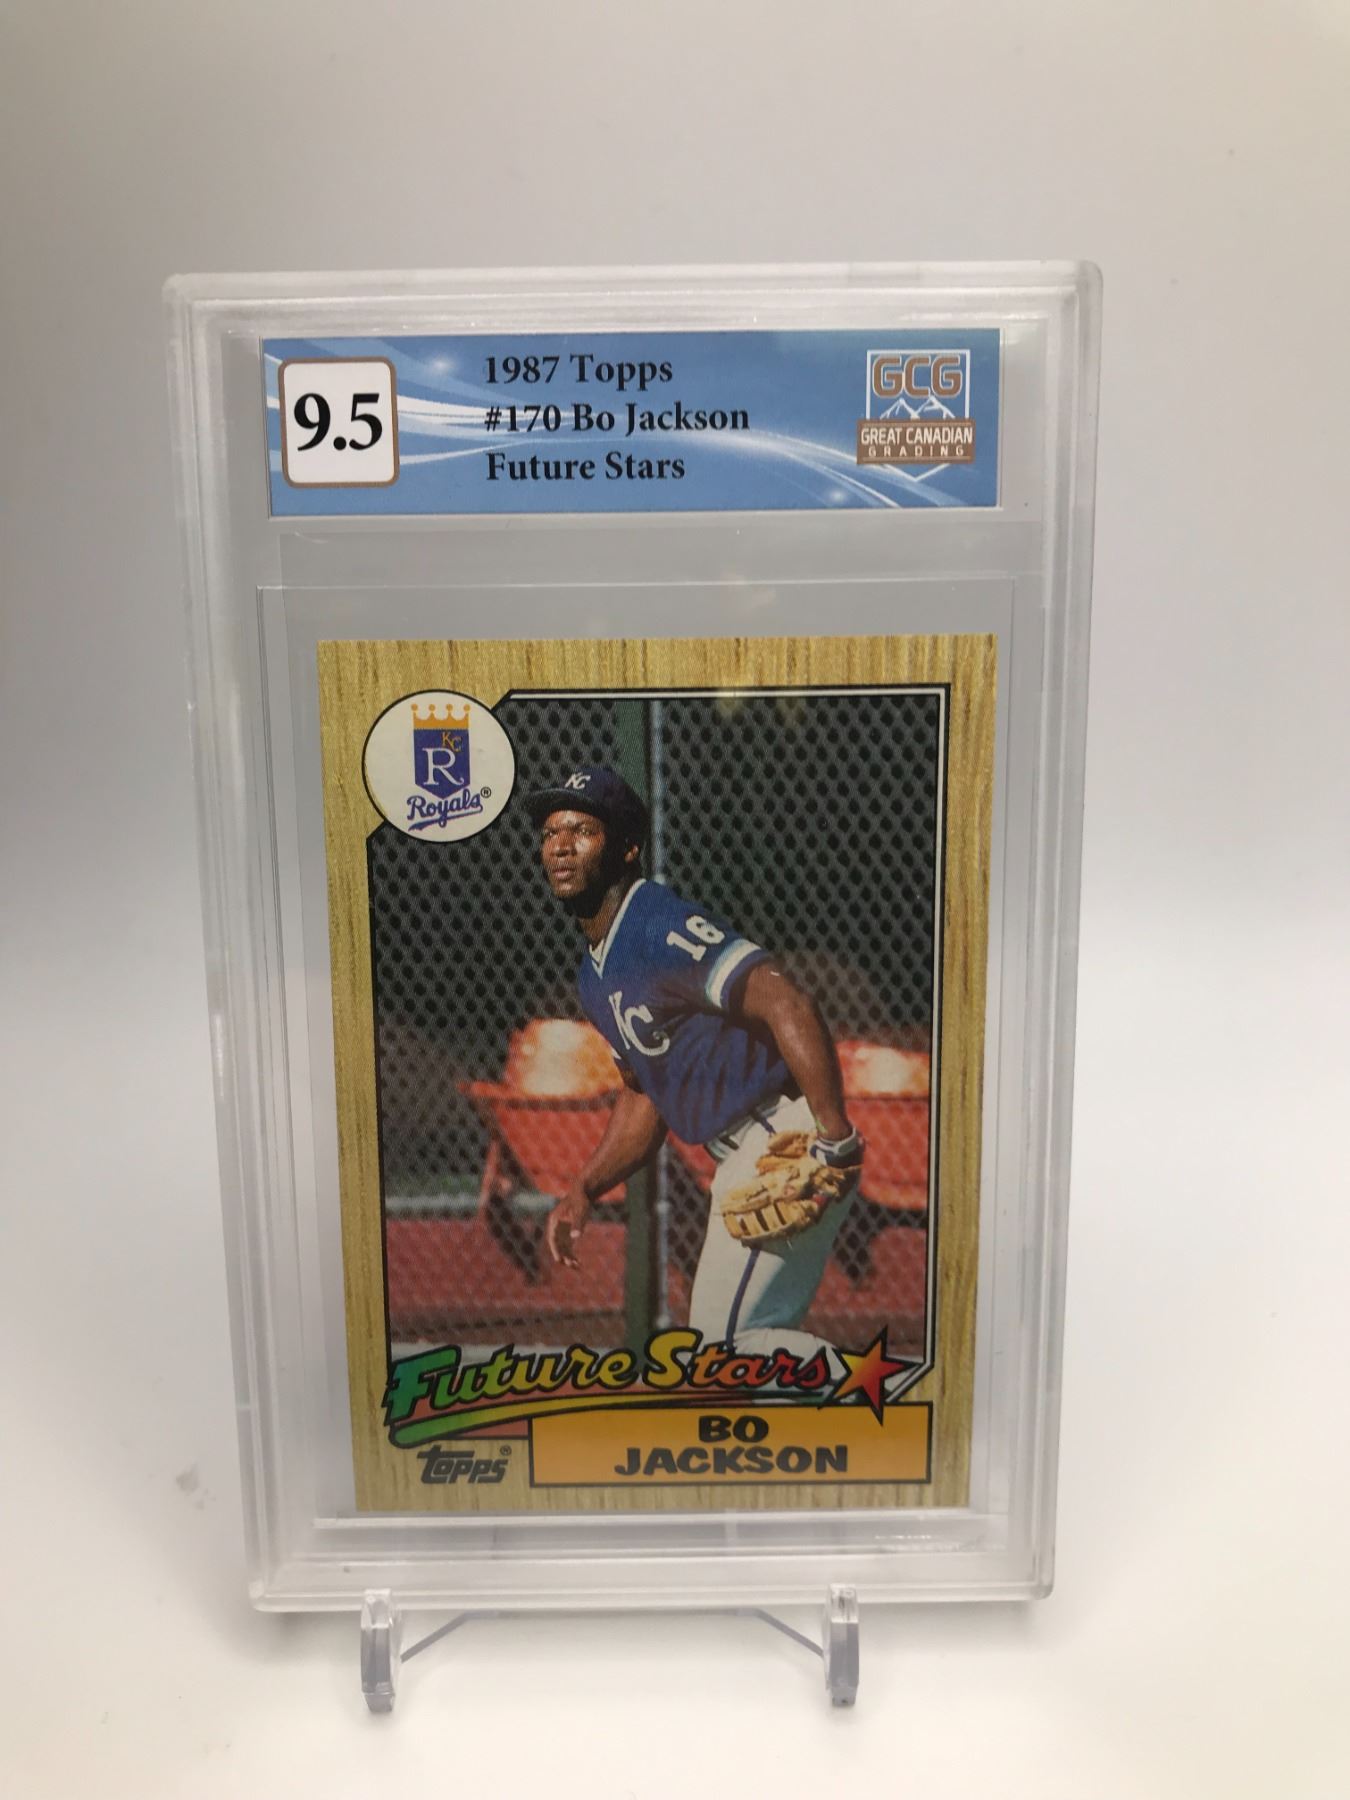 9.5
1987 Topps
#170 Bo Jackson
Future Stars
GCG
GREAT CANADIAN
GRADING
KC
R
Royals®
KC
16
KC
Future Stars
BO
JACKSON
topps®